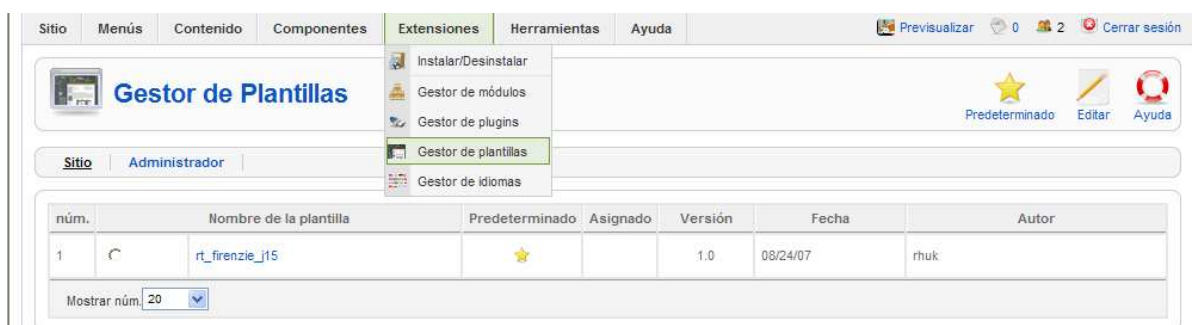 Sitio Menús Contenido Componentes Extensiones Herramientas Ayuda Previsualizar 0 2 Cerrar sesión
Instalar/Desinstalar
Gestor de módulos
Gestor de plugins
Gestor de plantillas
Gestor de idiomas
Gestor de Plantillas
Predeterminado Editar Ayuda
Sitio Administrador
núm. Nombre de la plantilla Predeterminado Asignado Versión Fecha Autor
1 rt_firenzie_j15 1.0 08/24/07 rhuk
Mostrar núm. 20